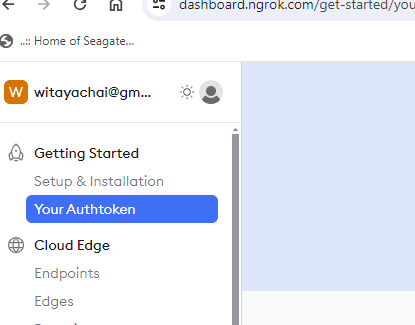 dashboard.ngrok.com/get-started/you
..:: Home of Seagate...
W witayachai@gm...
Getting Started
Setup & Installation
Your Authtoken
Cloud Edge
Endpoints
Edges